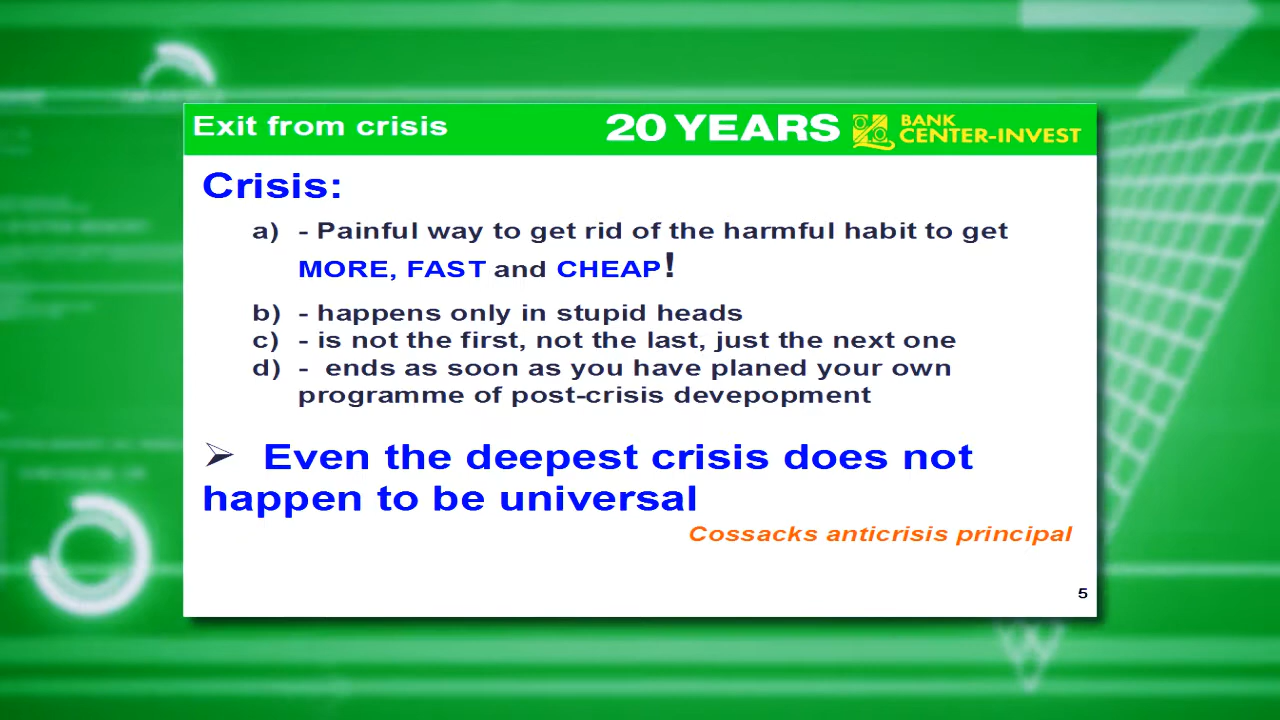 Exit from crisis
20 YEARS
BANK
CENTER-INVEST
Crisis:
a) - Painful way to get rid of the harmful habit to get
MORE, FAST and CHEAP!
b) - happens only in stupid heads
c) - is not the first, not the last, just the next one
d) - ends as soon as you have planed your own
programme of post-crisis devepopment
➢ Even the deepest crisis does not
happen to be universal
Cossacks anticrisis principal
5